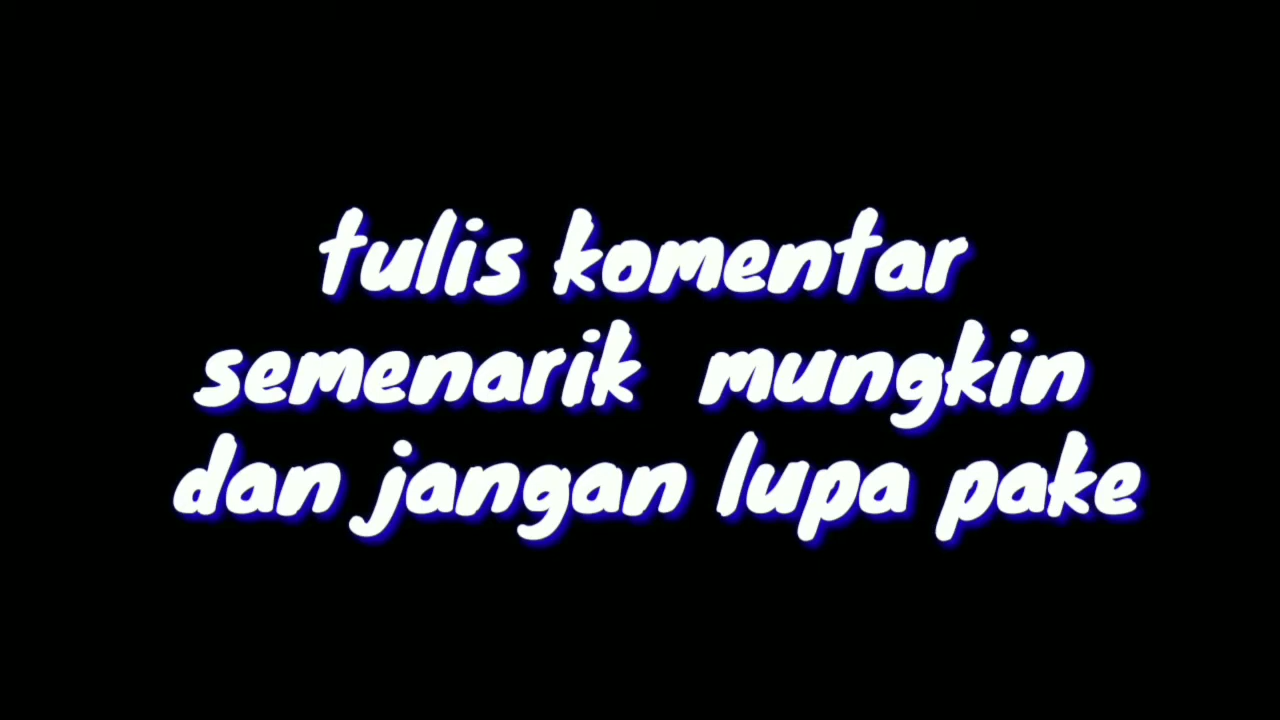 tulis komentar
semenarik mungkin
dan jangan lupa pake